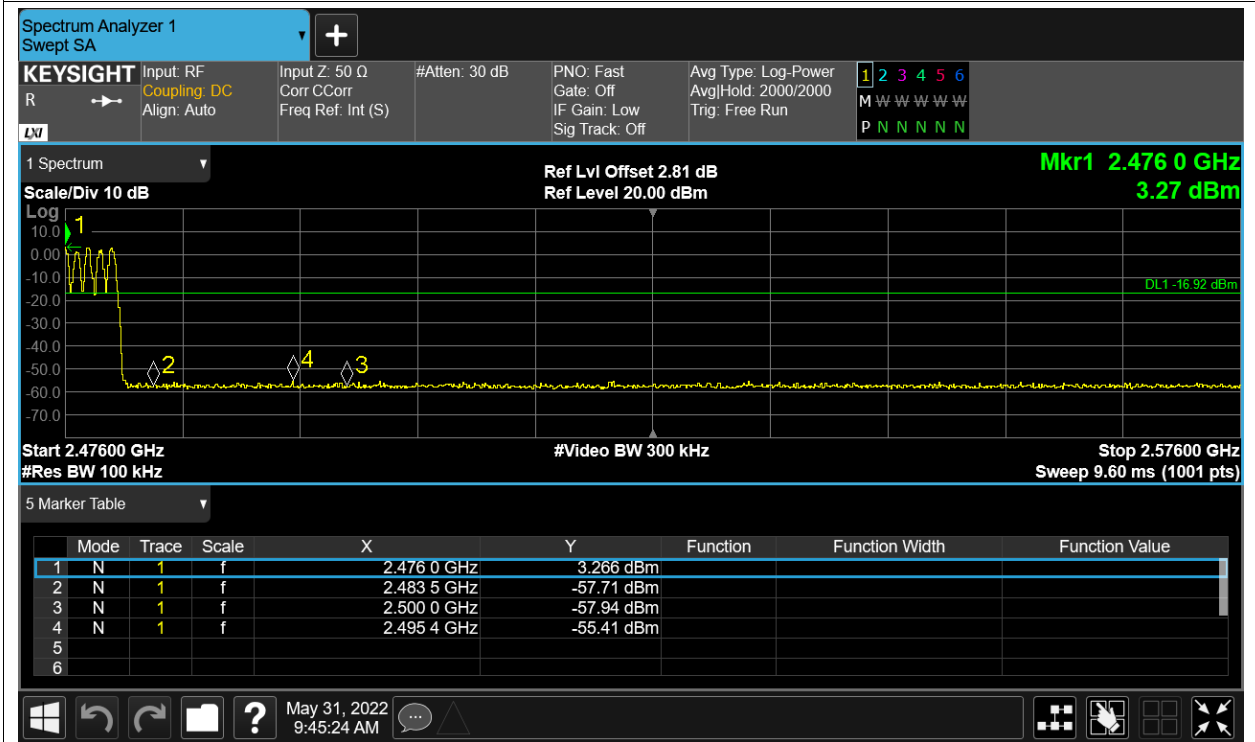 Spectrum Analyzer 1
Swept SA
+
KEYSIGHT Input: RF Input Z: 50 Ω #Atten: 30 dB PNO: Fast Avg Type: Log-Power 1 2 3 4 5 6
R Coupling: DC Corr CCorr Gate: Off Avg|Hold: 2000/2000 M W W W W W
Align: Auto Freq Ref: Int (S) IF Gain: Low Trig: Free Run
LXI Sig Track: Off P N N N N N
1 Spectrum Ref Lvl Offset 2.81 dB Mkr1 2.476 0 GHz
Scale/Div 10 dB Ref Level 20.00 dBm 3.27 dBm
Log
1
10.0
0.00
-10.0
DL1 -16.92 dBm
-20.0
-30.0
-40.0
2 4 3
-50.0
-60.0
-70.0
Start 2.47600 GHz #Video BW 300 kHz Stop 2.57600 GHz
#Res BW 100 kHz Sweep 9.60 ms (1001 pts)
5 Marker Table
Mode Trace Scale X Y Function Function Width Function Value
1 N 1 f 2.476 0 GHz 3.266 dBm
2 N 1 f 2.483 5 GHz -57.71 dBm
3 N 1 f 2.500 0 GHz -57.94 dBm
4 N 1 f 2.495 4 GHz -55.41 dBm
5
6
? May 31, 2022
9:45:24 AM